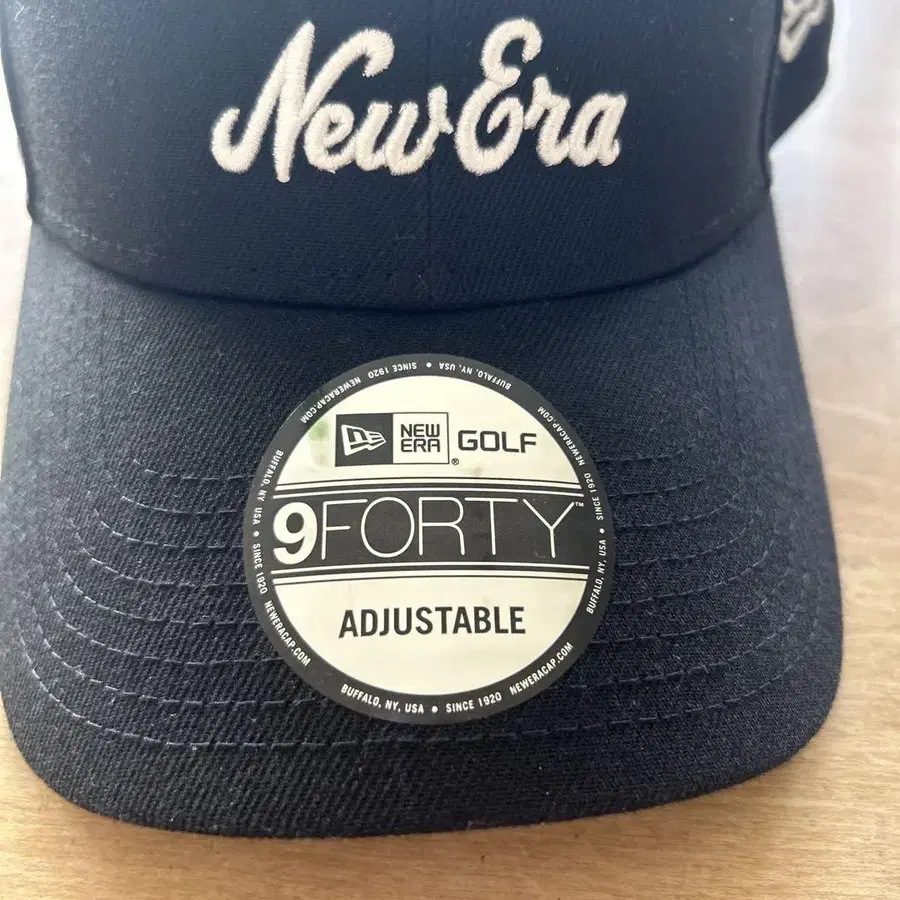 New Era
NEW
ERA® GOLF
9FORTY™
ADJUSTABLE
BUFFALO, NY, USA • SINCE 1920 NEWERACAP.COM
BUFFALO, NY, USA • SINCE 1920 NEWERACAP.COM
BUFFALO, NY, USA • SINCE 1920 NEWERACAP.COM
BUFFALO, NY, USA • SINCE 1920 NEWERACAP.COM